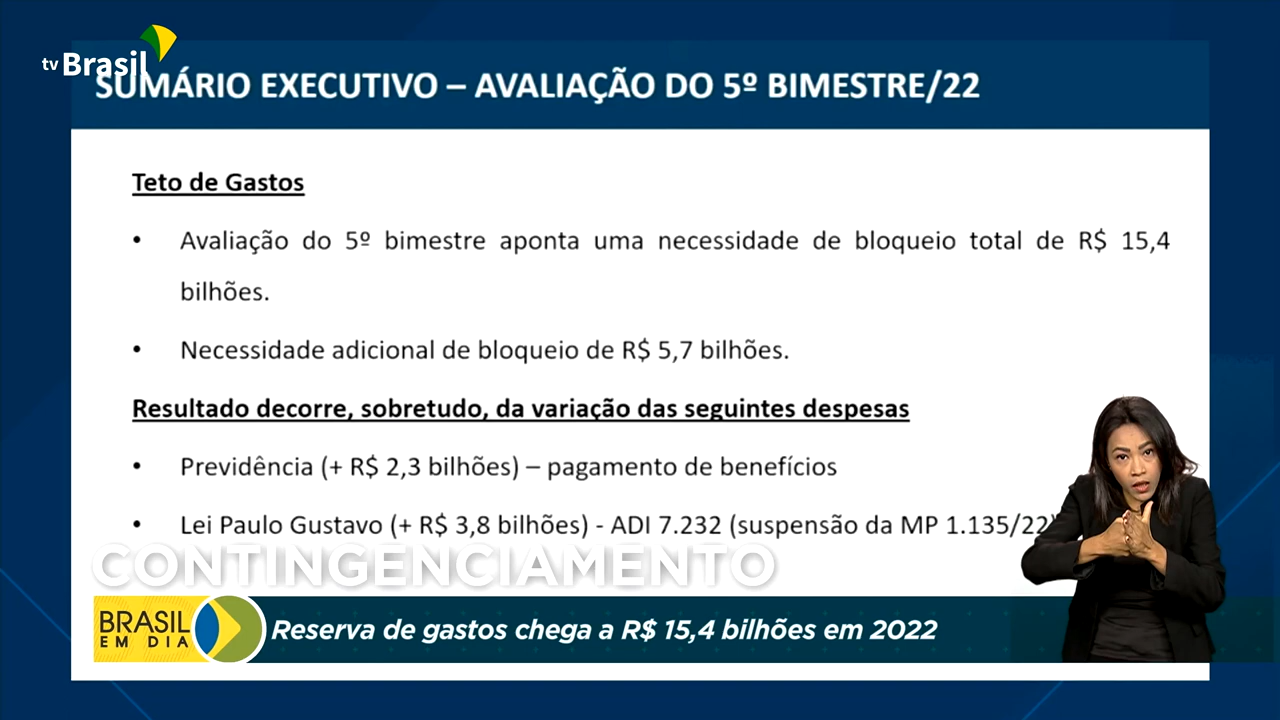 tv Brasil
SUMÁRIO EXECUTIVO – AVALIAÇÃO DO 5º BIMESTRE/22
Teto de Gastos
• Avaliação do 5º bimestre aponta uma necessidade de bloqueio total de R$ 15,4
bilhões.
• Necessidade adicional de bloqueio de R$ 5,7 bilhões.
Resultado decorre, sobretudo, da variação das seguintes despesas
• Previdência (+ R$ 2,3 bilhões) – pagamento de benefícios
• Lei Paulo Gustavo (+ R$ 3,8 bilhões) - ADI 7.232 (suspensão da MP 1.135/22)
CONTINGENCIAMENTO
BRASIL
EM DIA
Reserva de gastos chega a R$ 15,4 bilhões em 2022